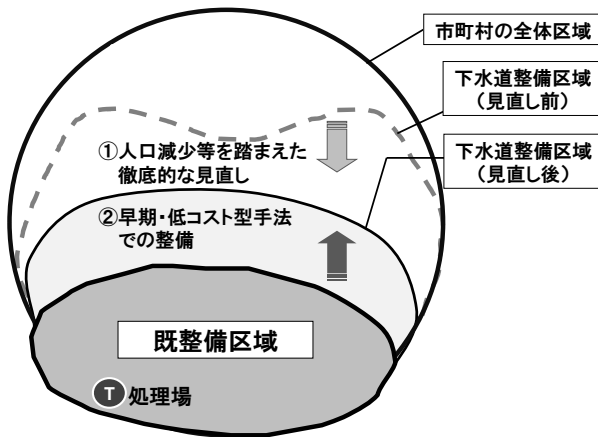 市町村の全体区域
下水道整備区域
（見直し前）
下水道整備区域
（見直し後）
①人口減少等を踏まえた
徹底的な見直し
②早期・低コスト型手法
での整備
既整備区域
T 処理場